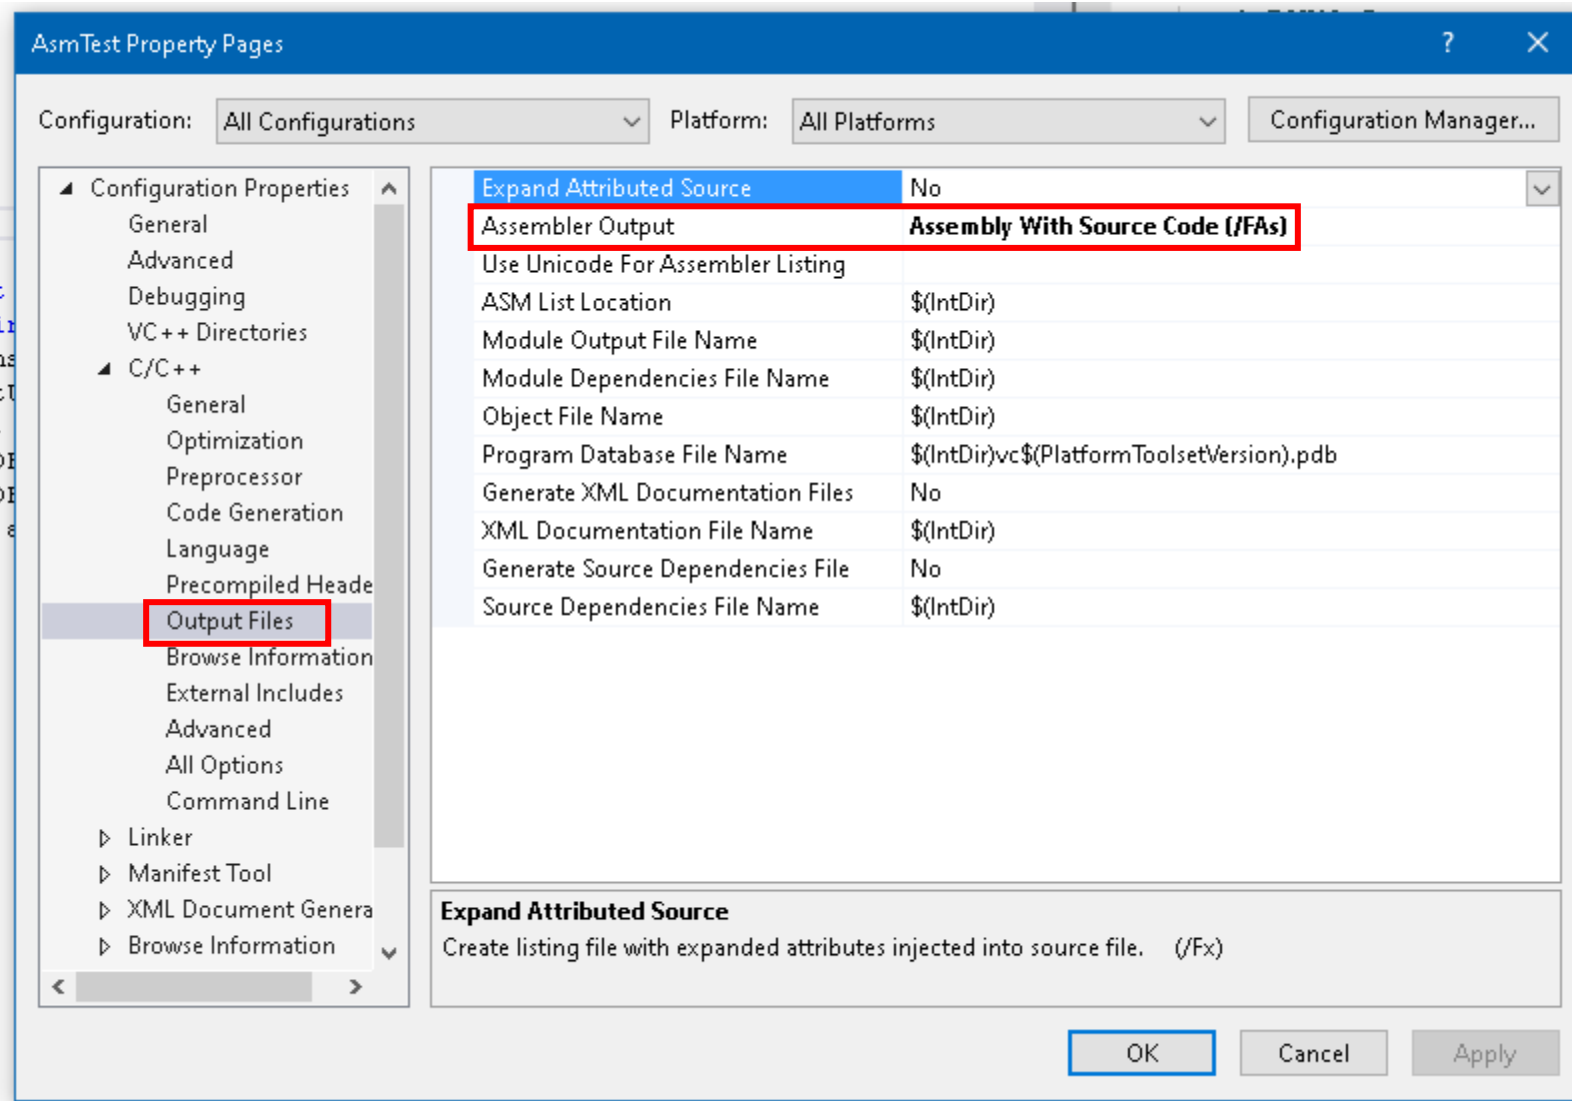 AsmTest Property Pages ? ×
Configuration: All Configurations Platform: All Platforms Configuration Manager...
Configuration Properties
General
Advanced
Debugging
VC++ Directories
C/C++
General
Optimization
Preprocessor
Code Generation
Language
Precompiled Heade
Output Files
Browse Information
External Includes
Advanced
All Options
Command Line
Linker
Manifest Tool
XML Document Genera
Browse Information
Expand Attributed Source No
Assembler Output Assembly With Source Code (/FAs)
Use Unicode For Assembler Listing
ASM List Location $(IntDir)
Module Output File Name $(IntDir)
Module Dependencies File Name $(IntDir)
Object File Name $(IntDir)
Program Database File Name $(IntDir)vc$(PlatformToolsetVersion).pdb
Generate XML Documentation Files No
XML Documentation File Name $(IntDir)
Generate Source Dependencies File No
Source Dependencies File Name $(IntDir)
Expand Attributed Source
Create listing file with expanded attributes injected into source file. (/Fx)
OK Cancel Apply